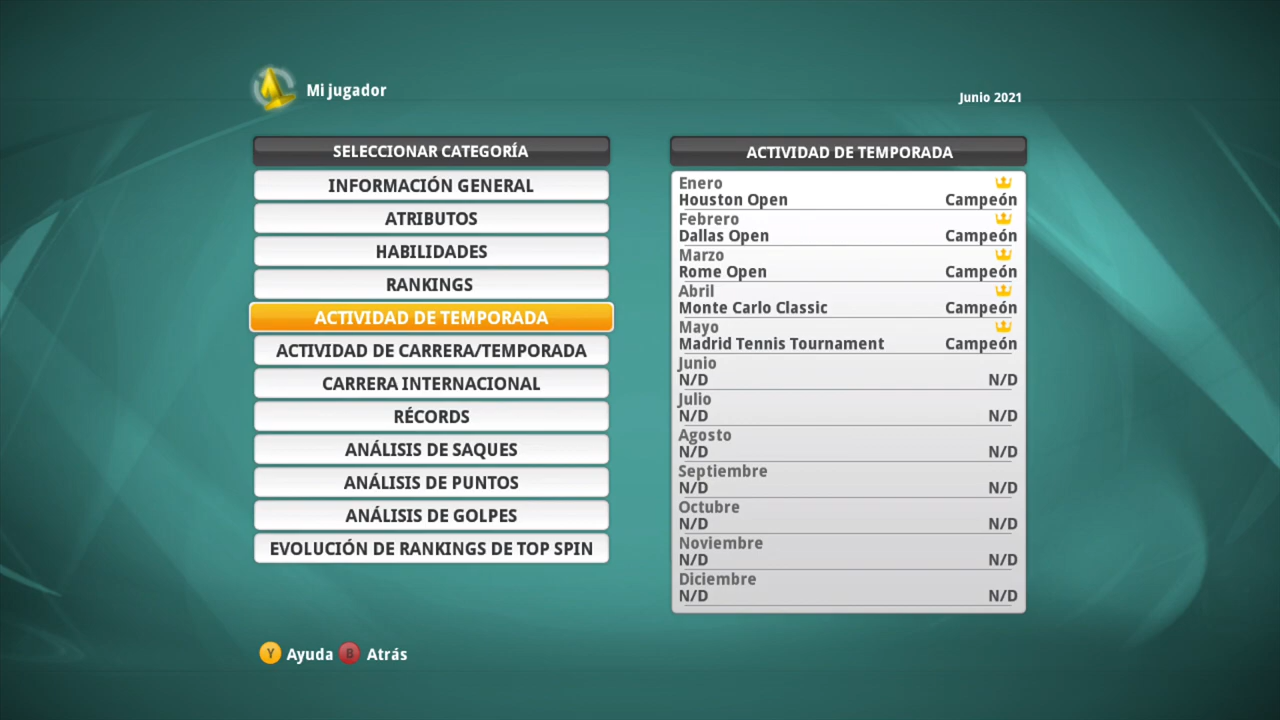 Mi jugador
Junio 2021
SELECCIONAR CATEGORÍA
INFORMACIÓN GENERAL
ATRIBUTOS
HABILIDADES
RANKINGS
ACTIVIDAD DE TEMPORADA
ACTIVIDAD DE CARRERA/TEMPORADA
CARRERA INTERNACIONAL
RÉCORDS
ANÁLISIS DE SAQUES
ANÁLISIS DE PUNTOS
ANÁLISIS DE GOLPES
EVOLUCIÓN DE RANKINGS DE TOP SPIN
ACTIVIDAD DE TEMPORADA
Enero
Houston Open Campeón
Febrero
Dallas Open Campeón
Marzo
Rome Open Campeón
Abril
Monte Carlo Classic Campeón
Mayo
Madrid Tennis Tournament Campeón
Junio
N/D N/D
Julio
N/D N/D
Agosto
N/D N/D
Septiembre
N/D N/D
Octubre
N/D N/D
Noviembre
N/D N/D
Diciembre
N/D N/D
Y Ayuda B Atrás